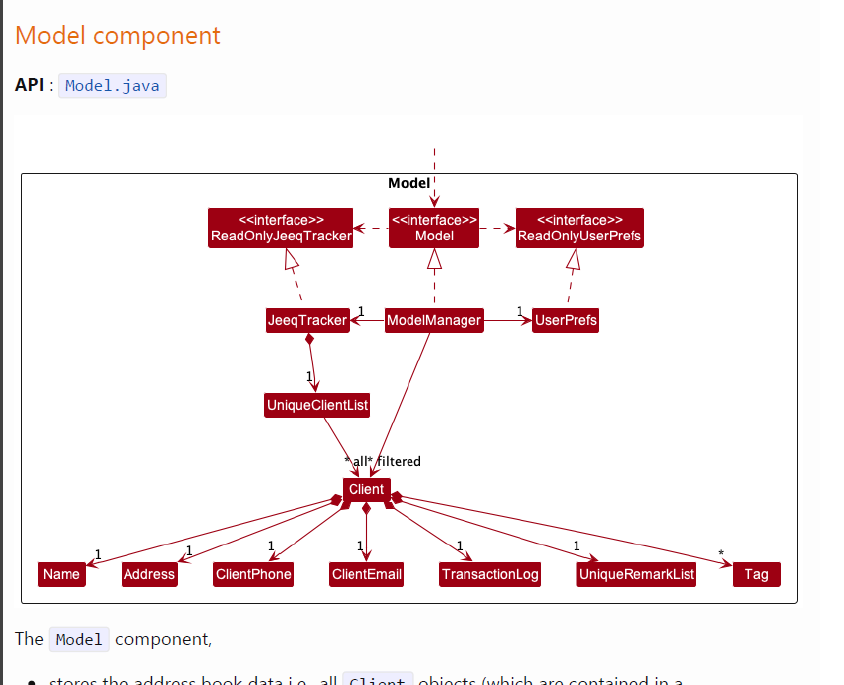 Model component
API : Model.java
Model
<<interface>>
ReadOnlyJeeqTracker
<<interface>>
Model
<<interface>>
ReadOnlyUserPrefs
JeeqTracker
1
ModelManager
1
UserPrefs
1
UniqueClientList
* all
* filtered
Client
1
1
1
1
1
1
*
Name
Address
ClientPhone
ClientEmail
TransactionLog
UniqueRemarkList
Tag
The Model component,
• stores the address book data i.e., all Client objects (which are contained in a